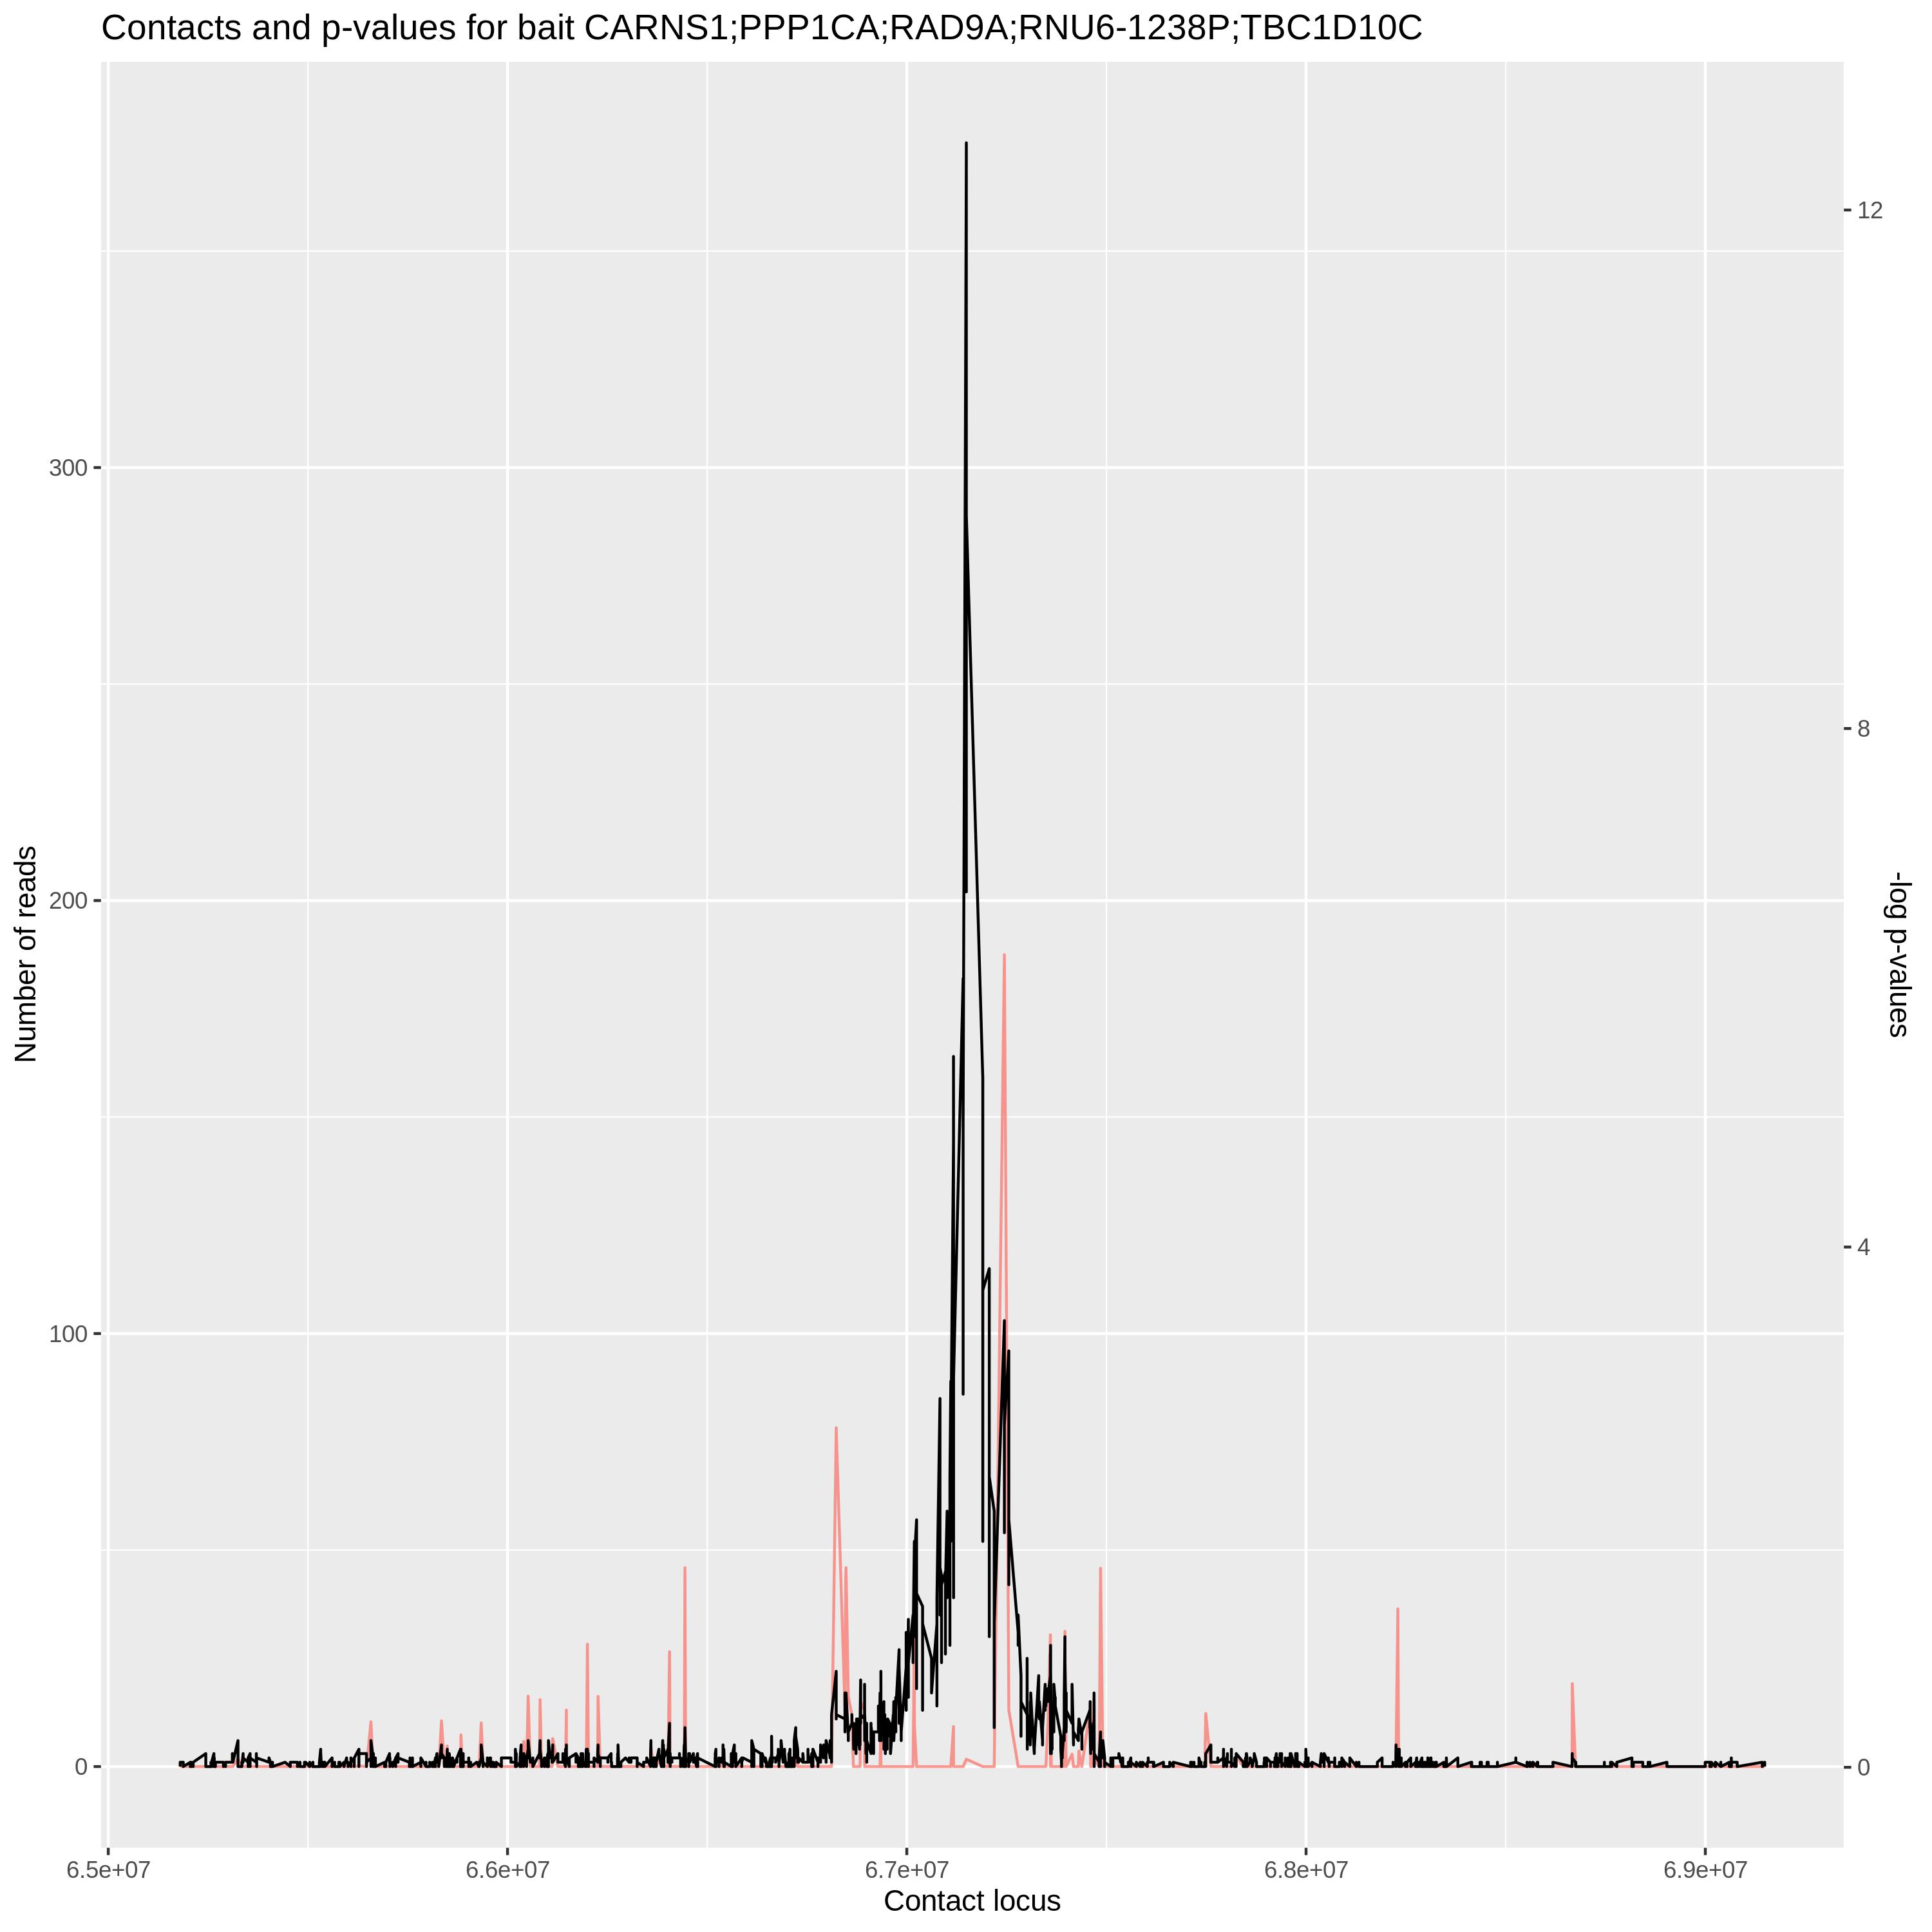 Contacts and p-values for bait CARNS1;PPP1CA;RAD9A;RNU6-1238P;TBC1D10C
Number of reads
300
200
100
0
12
8
4
0
-log p-values
6.5e+07
6.6e+07
6.7e+07
6.8e+07
6.9e+07
Contact locus